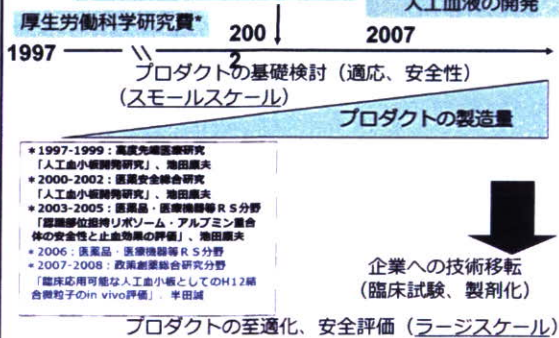 人工血液の開発
厚生労働科学研究費*
2002
2007
1997
プロダクトの基礎検討（適応、安全性）
（スモールスケール）
プロダクトの製造量
*1997-1999：高度先端医療研究
「人工血小板開発研究」、池田康夫
*2000-2002：医薬安全総合研究
「人工血小板開発研究」、池田康夫
*2003-2005：医薬品・医療機器等RS分野
「認識部位担持リポソーム・アルブミン重合
体の安全性と止血効果の評価」、池田康夫
*2006：医薬品・医療機器等RS分野
*2007-2008：政策創薬総合研究分野
「臨床応用可能な人工血小板としてのH12結
合微粒子のin vivo評価」、半田誠
企業への技術移転
（臨床試験、製剤化）
プロダクトの至適化、安全評価（ラージスケール）